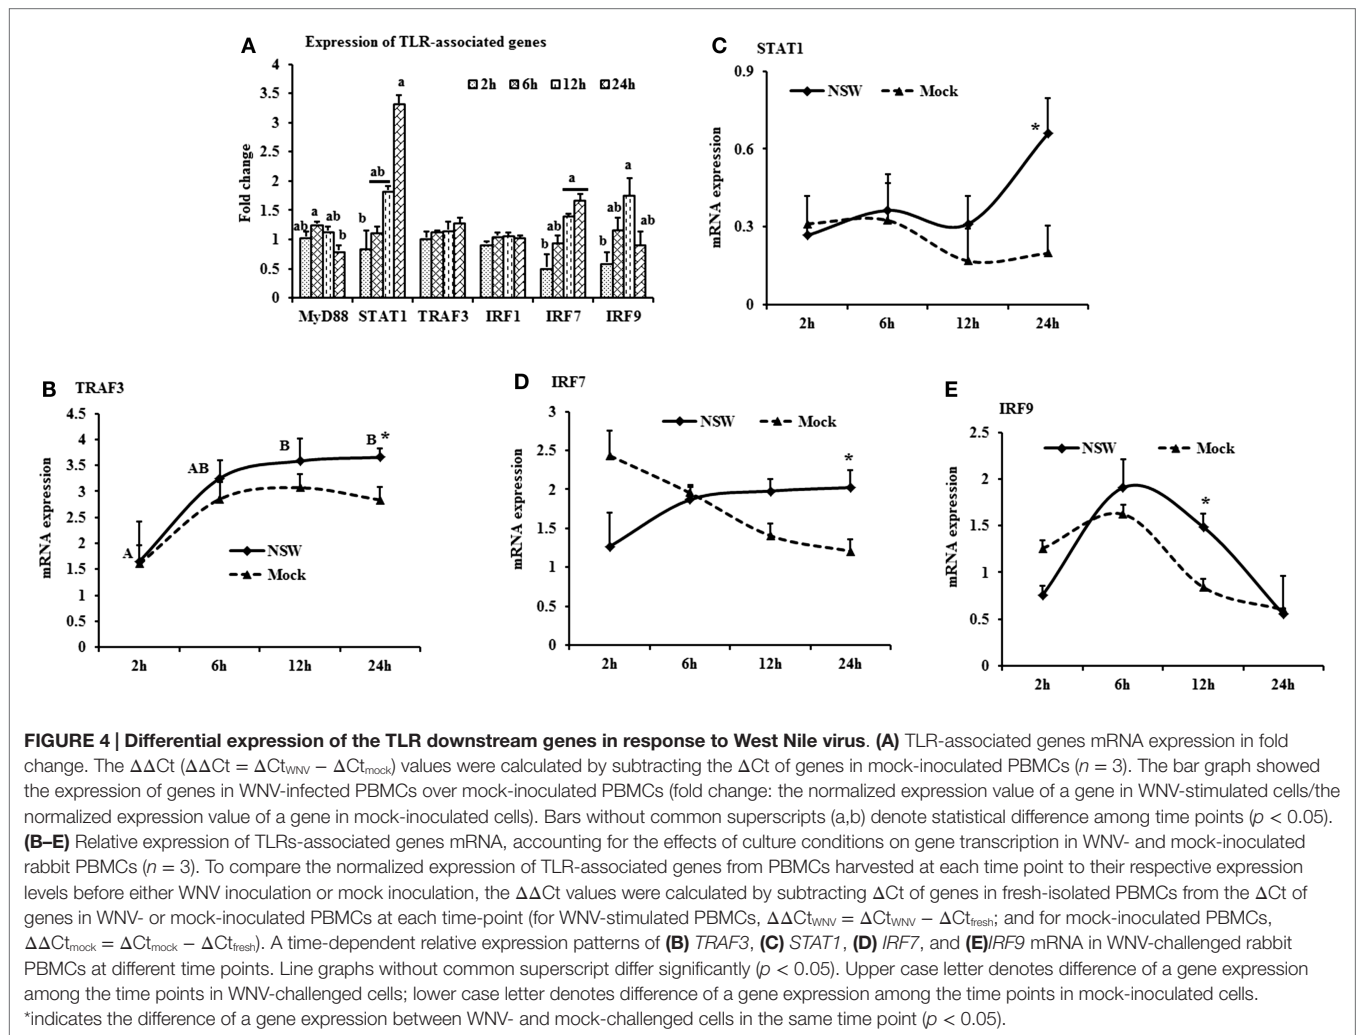 A
Expression of TLR-associated genes
Fold change
4
3.5
3
2.5
2
1.5
1
0.5
0
2h 6h 12h 24h
ab a ab b
b ab a
b a
b a ab
MyD88 STAT1 TRAF3 IRF1 IRF7 IRF9
C
STAT1
mRNA expression
0.9
0.6
0.3
0
NSW Mock
*
2h 6h 12h 24h
B
TRAF3
mRNA expression
4.5
4
3.5
3
2.5
2
1.5
1
0.5
0
A AB B B *
NSW
Mock
2h 6h 12h 24h
D
IRF7
mRNA expression
3
2.5
2
1.5
1
0.5
0
NSW Mock
*
2h 6h 12h 24h
E
IRF9
mRNA expression
2.5
2
1.5
1
0.5
0
NSW Mock
*
2h 6h 12h 24h
FIGURE 4 | Differential expression of the TLR downstream genes in response to West Nile virus. (A) TLR-associated genes mRNA expression in fold
change. The ΔΔCt (ΔΔCt = ΔCtWNV − ΔCtmock) values were calculated by subtracting the ΔCt of genes in mock-inoculated PBMCs (n = 3). The bar graph showed
the expression of genes in WNV-infected PBMCs over mock-inoculated PBMCs (fold change: the normalized expression value of a gene in WNV-stimulated cells/the
normalized expression value of a gene in mock-inoculated cells). Bars without common superscripts (a,b) denote statistical difference among time points (p < 0.05).
(B–E) Relative expression of TLRs-associated genes mRNA, accounting for the effects of culture conditions on gene transcription in WNV- and mock-inoculated
rabbit PBMCs (n = 3). To compare the normalized expression of TLR-associated genes from PBMCs harvested at each time point to their respective expression
levels before either WNV inoculation or mock inoculation, the ΔΔCt values were calculated by subtracting ΔCt of genes in fresh-isolated PBMCs from the ΔCt of
genes in WNV- or mock-inoculated PBMCs at each time-point (for WNV-stimulated PBMCs, ΔΔCtWNV = ΔCtWNV − ΔCtfresh; and for mock-inoculated PBMCs,
ΔΔCtmock = ΔCtmock − ΔCtfresh). A time-dependent relative expression patterns of (B) TRAF3, (C) STAT1, (D) IRF7, and (E)IRF9 mRNA in WNV-challenged rabbit
PBMCs at different time points. Line graphs without common superscript differ significantly (p < 0.05). Upper case letter denotes difference of a gene expression
among the time points in WNV-challenged cells; lower case letter denotes difference of a gene expression among the time points in mock-inoculated cells.
*indicates the difference of a gene expression between WNV- and mock-challenged cells in the same time point (p < 0.05).